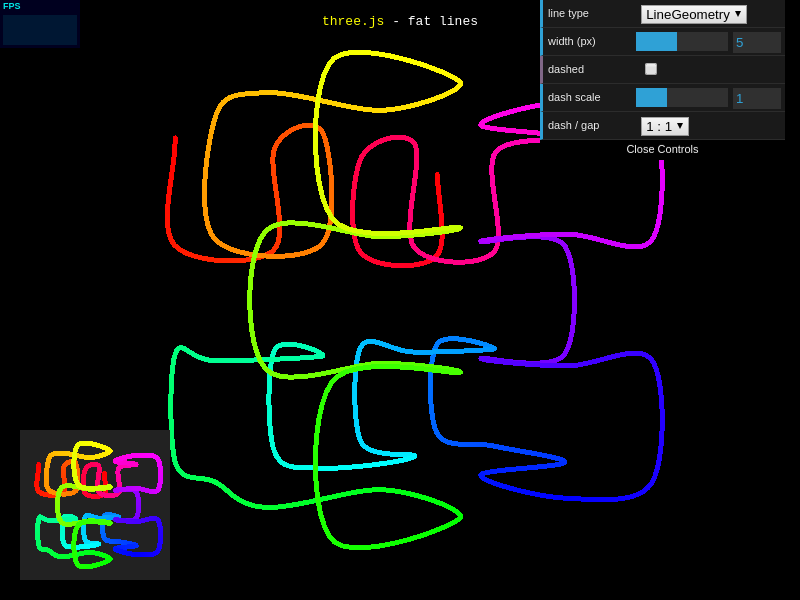 FPS
three.js - fat lines
line type LineGeometry
width (px) 5
dashed
dash scale 1
dash / gap 1 : 1
Close Controls